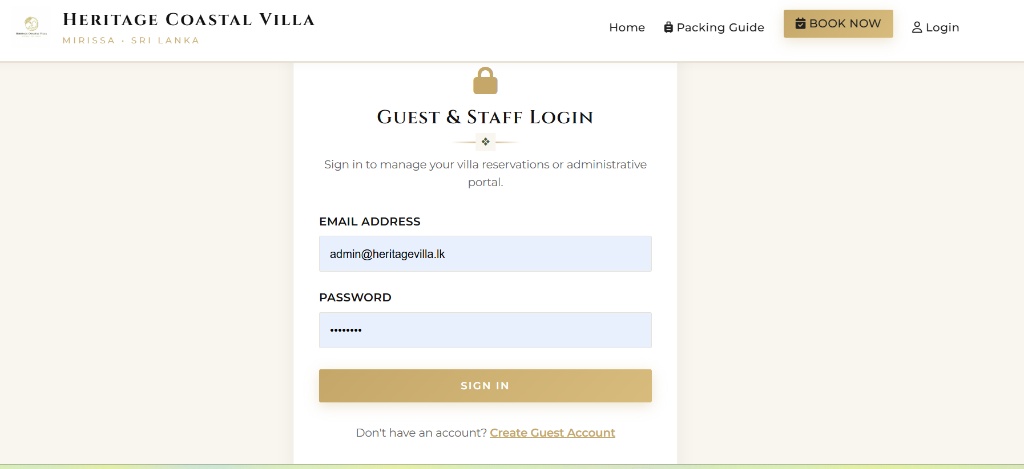 Heritage Coastal Villa
MIRISSA • SRI LANKA
Home
Packing Guide
BOOK NOW
Login
Guest & Staff Login
Sign in to manage your villa reservations or administrative
portal.
EMAIL ADDRESS
admin@heritagevilla.lk
PASSWORD
••••••••
SIGN IN
Don't have an account? Create Guest Account